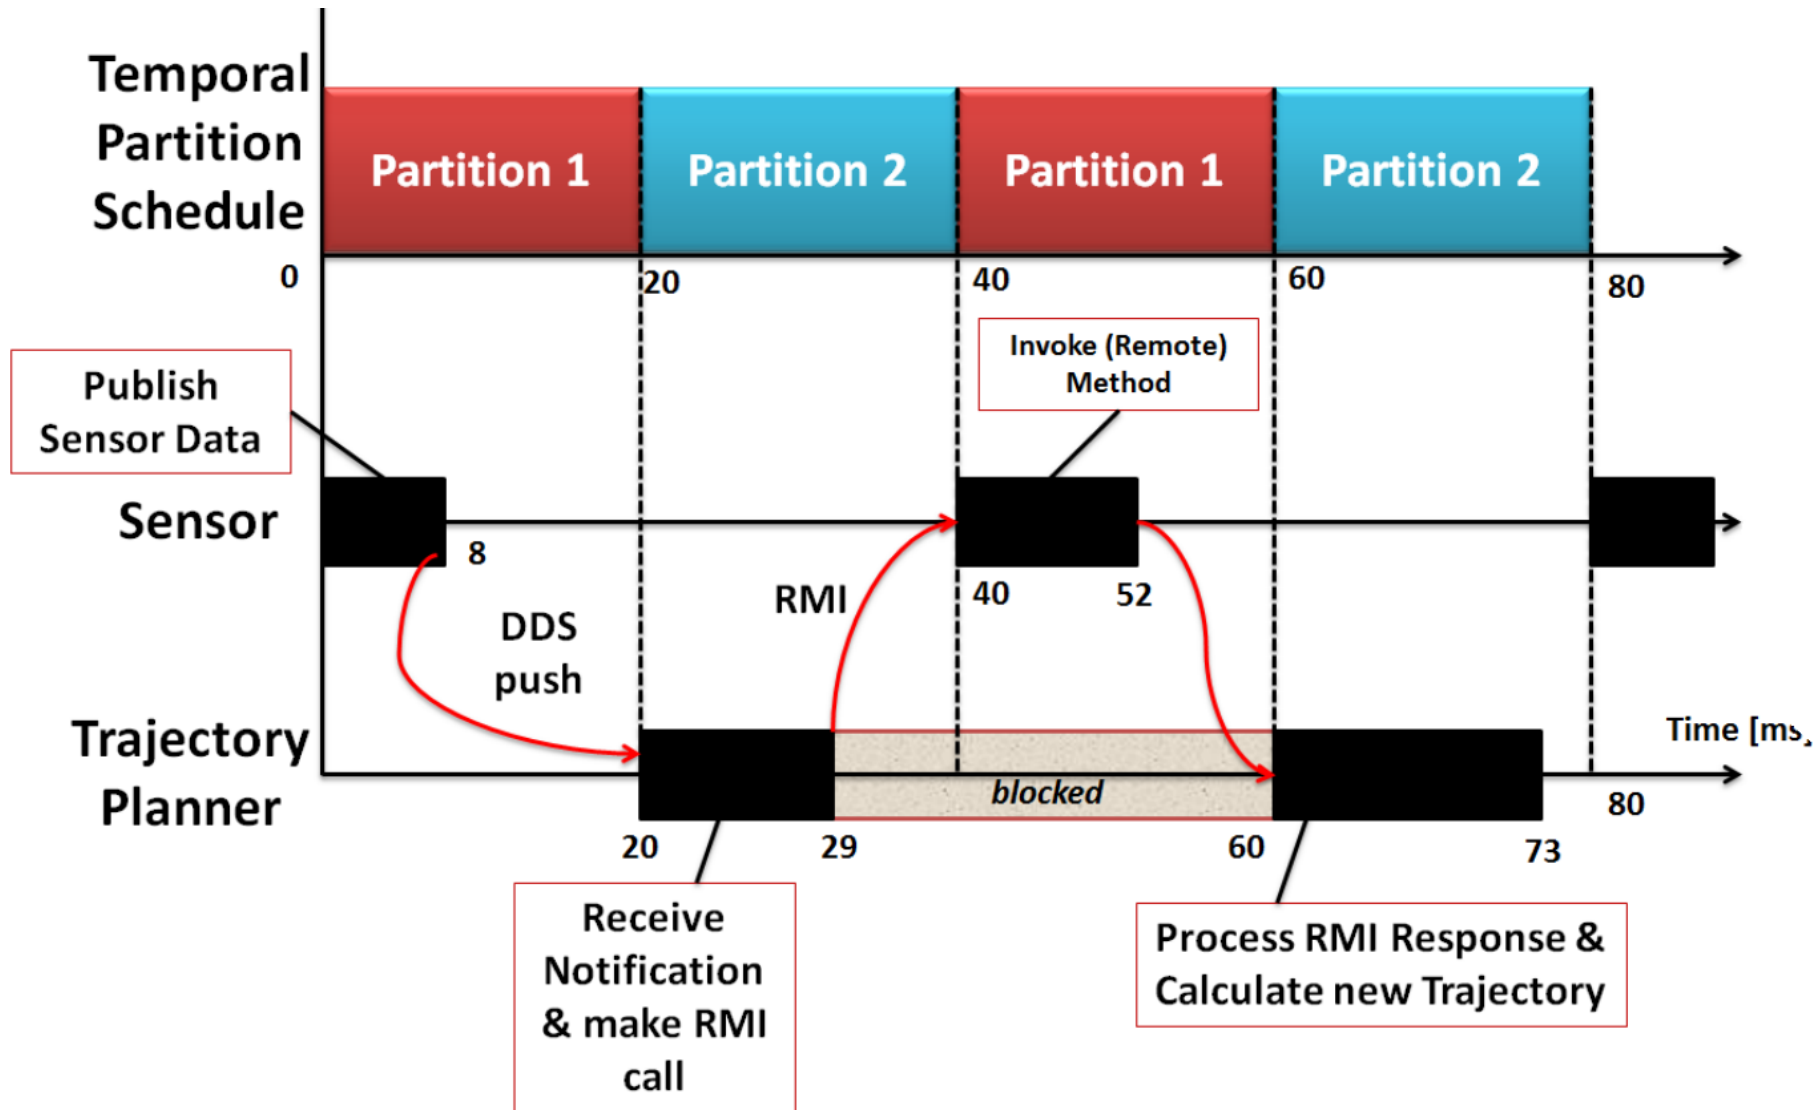 Temporal
Partition
Schedule
Partition 1
Partition 2
Partition 1
Partition 2
0
20
40
60
80
Publish
Sensor Data
Invoke (Remote)
Method
Sensor
8
40
52
DDS
push
RMI
Trajectory
Planner
blocked
Time [ms]
20
29
60
73
80
Receive
Notification
& make RMI
call
Process RMI Response &
Calculate new Trajectory